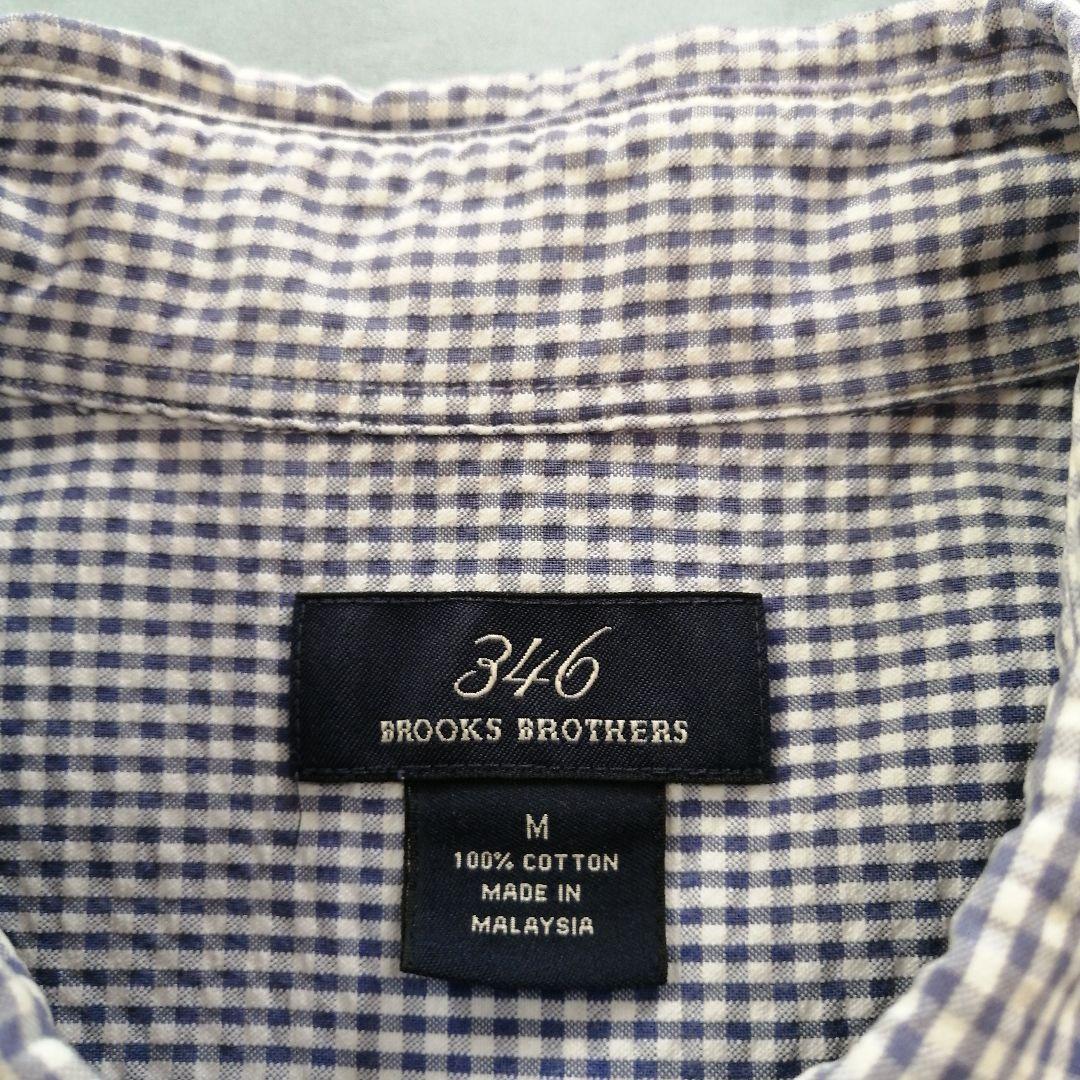 346
BROOKS BROTHERS
M
100% COTTON
MADE IN
MALAYSIA